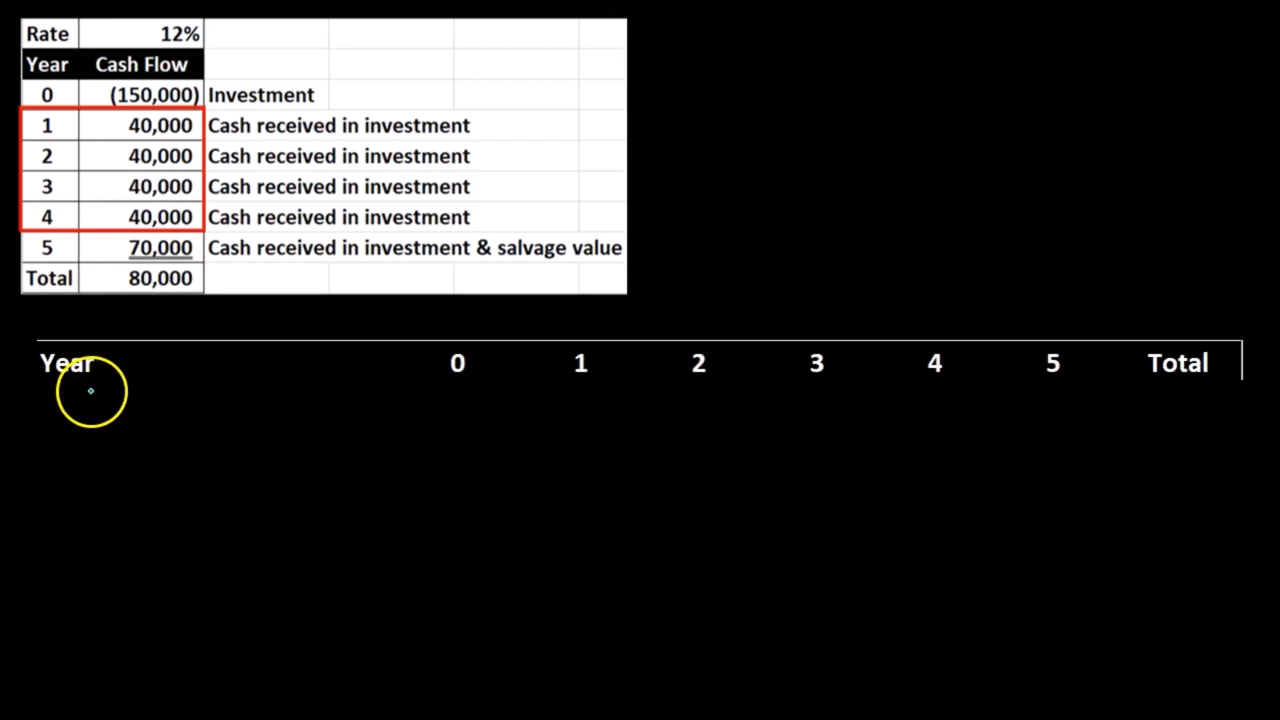 Rate 12%
Year Cash Flow
0 (150,000) Investment
1 40,000 Cash received in investment
2 40,000 Cash received in investment
3 40,000 Cash received in investment
4 40,000 Cash received in investment
5 70,000 Cash received in investment & salvage value
Total 80,000
Year 0 1 2 3 4 5 Total